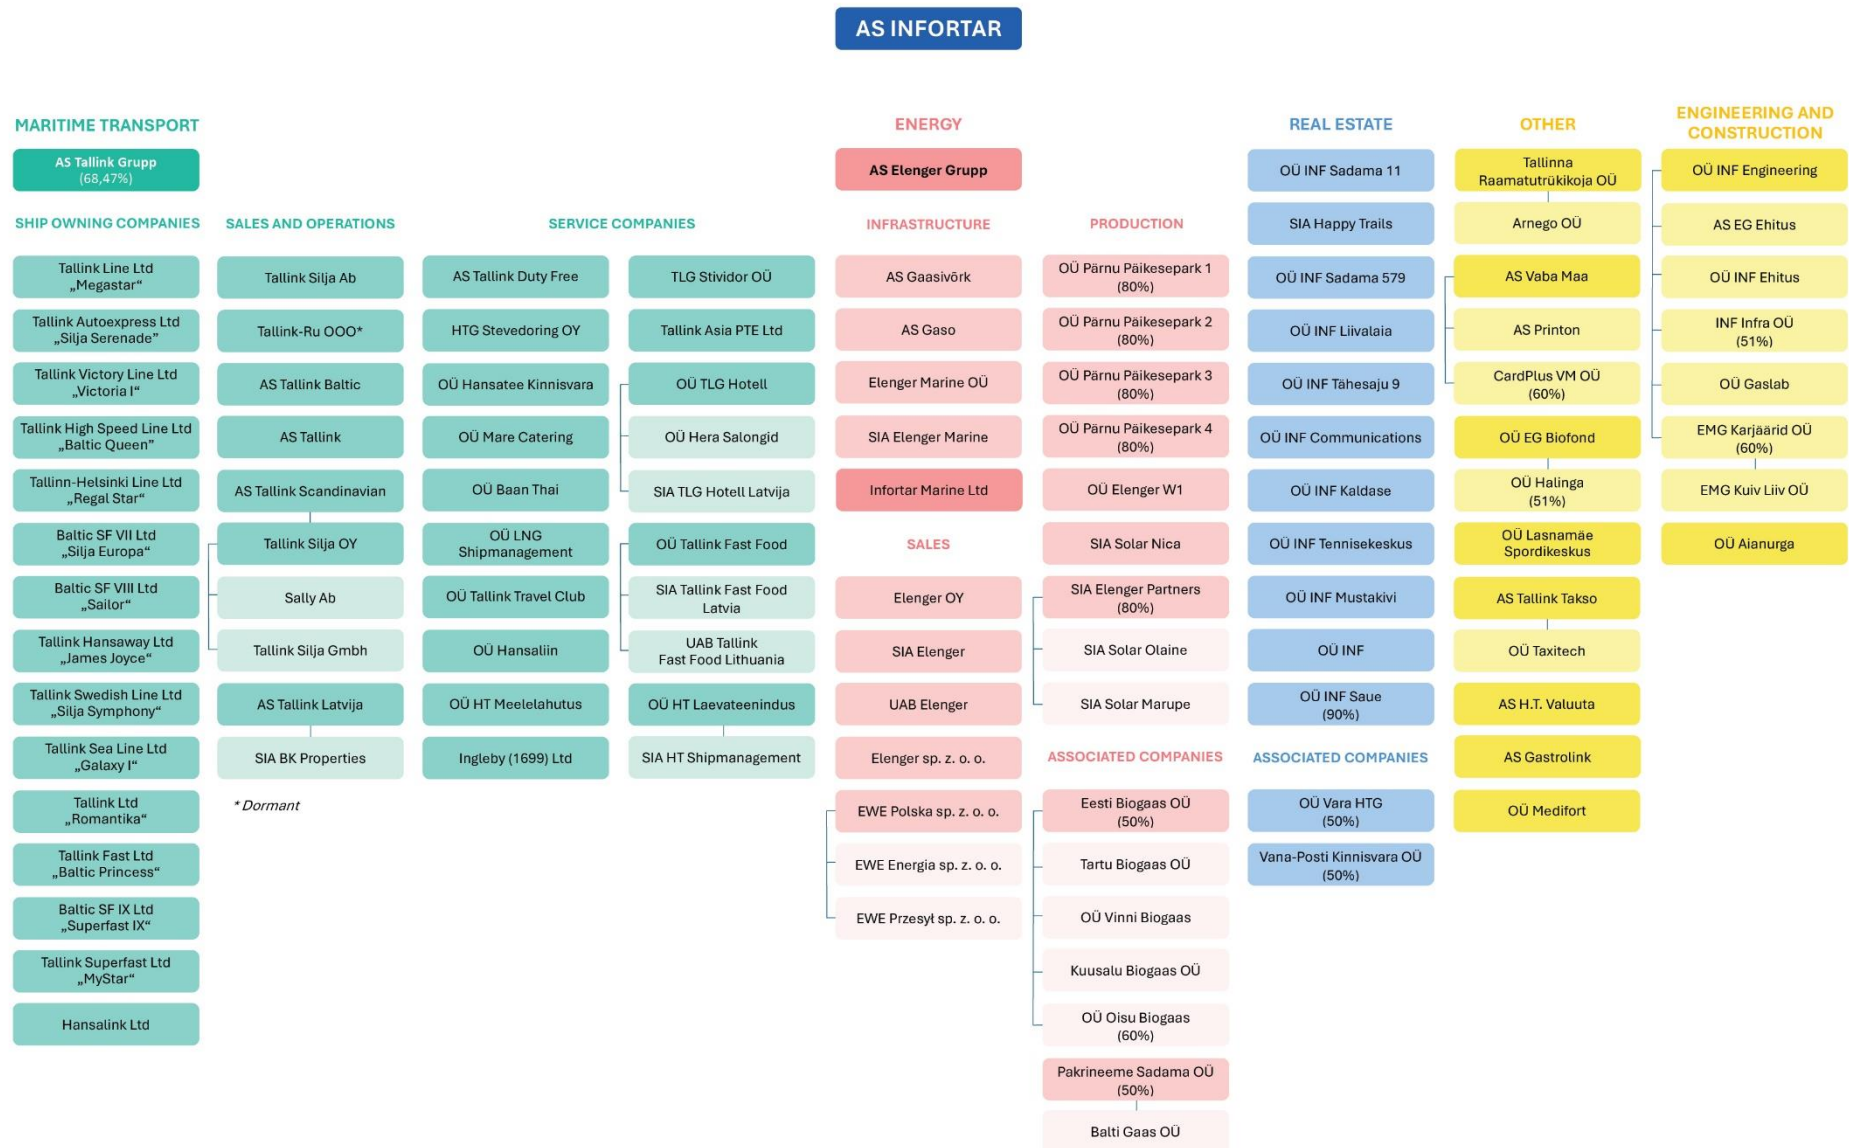 AS INFORTAR
MARITIME TRANSPORT
AS Tallink Grupp
(68,47%)
SHIP OWNING COMPANIES
Tallink Line Ltd
„Megastar“
Tallink Autoexpress Ltd
„Silja Serenade”
Tallink Victory Line Ltd
„Victoria I“
Tallink High Speed Line Ltd
„Baltic Queen”
Tallinn-Helsinki Line Ltd
„Regal Star“
Baltic SF VII Ltd
„Silja Europa“
Baltic SF VIII Ltd
„Sailor“
Tallink Hansaway Ltd
„James Joyce“
Tallink Swedish Line Ltd
„Silja Symphony“
Tallink Sea Line Ltd
„Galaxy I“
Tallink Ltd
„Romantika“
Tallink Fast Ltd
„Baltic Princess“
Baltic SF IX Ltd
„Superfast IX“
Tallink Superfast Ltd
„MyStar“
Hansalink Ltd
SALES AND OPERATIONS
Tallink Silja Ab
Tallink-Ru OOO*
AS Tallink Baltic
AS Tallink
AS Tallink Scandinavian
Tallink Silja OY
Sally Ab
Tallink Silja Gmbh
AS Tallink Latvija
SIA BK Properties
* Dormant
SERVICE COMPANIES
AS Tallink Duty Free
HTG Stevedoring OY
OÜ Hansatee Kinnisvara
OÜ Mare Catering
OÜ Baan Thai
OÜ LNG
Shipmanagement
OÜ Tallink Travel Club
OÜ Hansaliin
OÜ HT Meelelahutus
Ingleby (1699) Ltd
TLG Stividor OÜ
Tallink Asia PTE Ltd
OÜ TLG Hotell
OÜ Hera Salongid
SIA TLG Hotell Latvija
OÜ Tallink Fast Food
SIA Tallink Fast Food
Latvia
UAB Tallink
Fast Food Lithuania
OÜ HT Laevateenindus
SIA HT Shipmanagement
ENERGY
AS Elenger Grupp
INFRASTRUCTURE
AS Gaasivõrk
AS Gaso
Elenger Marine OÜ
SIA Elenger Marine
Infortar Marine Ltd
SALES
Elenger OY
SIA Elenger
UAB Elenger
Elenger sp. z. o. o.
EWE Polska sp. z. o. o.
EWE Energia sp. z. o. o.
EWE Przesył sp. z. o. o.
PRODUCTION
OÜ Pärnu Päikesepark 1
(80%)
OÜ Pärnu Päikesepark 2
(80%)
OÜ Pärnu Päikesepark 3
(80%)
OÜ Pärnu Päikesepark 4
(80%)
OÜ Elenger W1
SIA Solar Nica
SIA Elenger Partners
(80%)
SIA Solar Olaine
SIA Solar Marupe
ASSOCIATED COMPANIES
Eesti Biogaas OÜ
(50%)
Tartu Biogaas OÜ
OÜ Vinni Biogaas
Kuusalu Biogaas OÜ
OÜ Oisu Biogaas
(60%)
Pakrineeme Sadama OÜ
(50%)
Balti Gaas OÜ
REAL ESTATE
OÜ INF Sadama 11
SIA Happy Trails
OÜ INF Sadama 579
OÜ INF Liivalaia
OÜ INF Tähesaju 9
OÜ INF Communications
OÜ INF Kaldase
OÜ INF Tennisekeskus
OÜ INF Mustakivi
OÜ INF
OÜ INF Saue
(90%)
ASSOCIATED COMPANIES
OÜ Vara HTG
(50%)
Vana-Posti Kinnisvara OÜ
(50%)
OTHER
Tallinna
Raamatutrükikoja OÜ
Arnego OÜ
AS Vaba Maa
AS Printon
CardPlus VM OÜ
(60%)
OÜ EG Biofond
OÜ Halinga
(51%)
OÜ Lasnamäe
Spordikeskus
AS Tallink Takso
OÜ Taxitech
AS H.T. Valuuta
AS Gastrolink
OÜ Medifort
ENGINEERING AND
CONSTRUCTION
OÜ INF Engineering
AS EG Ehitus
OÜ INF Ehitus
INF Infra OÜ
(51%)
OÜ Gaslab
EMG Karjäärid OÜ
(60%)
EMG Kuiv Liiv OÜ
OÜ Aianurga